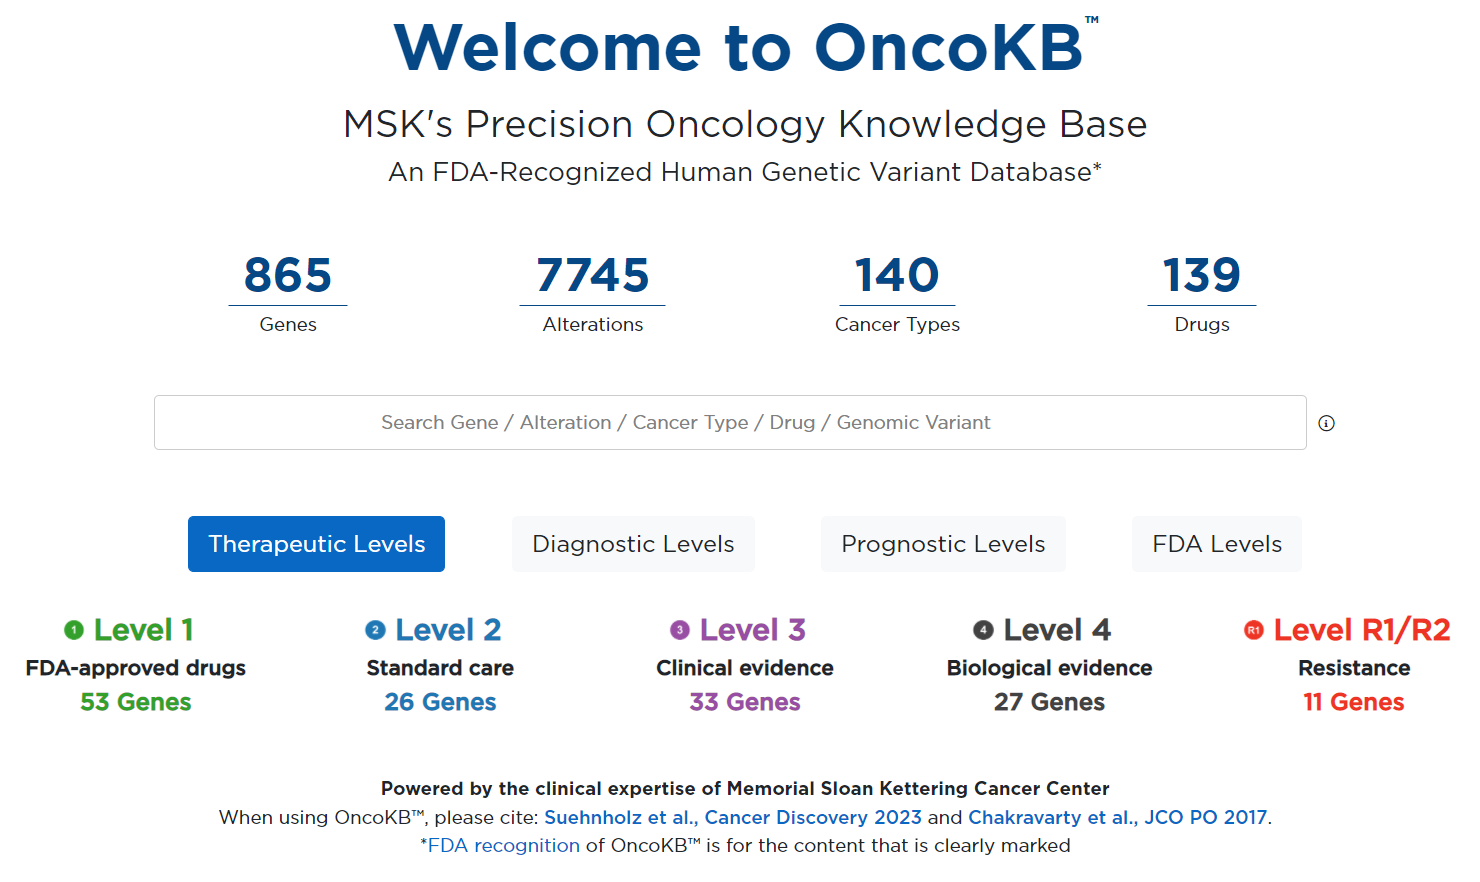 Welcome to OncoKB™
MSK's Precision Oncology Knowledge Base
An FDA-Recognized Human Genetic Variant Database*
865 7745 140 139
Genes Alterations Cancer Types Drugs
Search Gene / Alteration / Cancer Type / Drug / Genomic Variant
Therapeutic Levels Diagnostic Levels Prognostic Levels FDA Levels
1 Level 1 2 Level 2 3 Level 3 4 Level 4 R1 Level R1/R2
FDA-approved drugs Standard care Clinical evidence Biological evidence Resistance
53 Genes 26 Genes 33 Genes 27 Genes 11 Genes
Powered by the clinical expertise of Memorial Sloan Kettering Cancer Center
When using OncoKB™, please cite: Suehnholz et al., Cancer Discovery 2023 and Chakravarty et al., JCO PO 2017.
*FDA recognition of OncoKB™ is for the content that is clearly marked